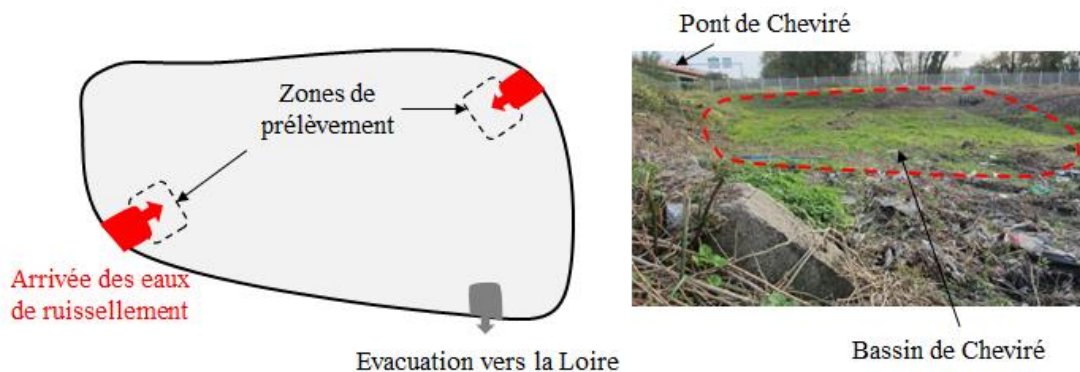 Pont de Cheviré
Zones de
prélèvement
Arrivée des eaux
de ruissellement
Evacuation vers la Loire
Bassin de Cheviré